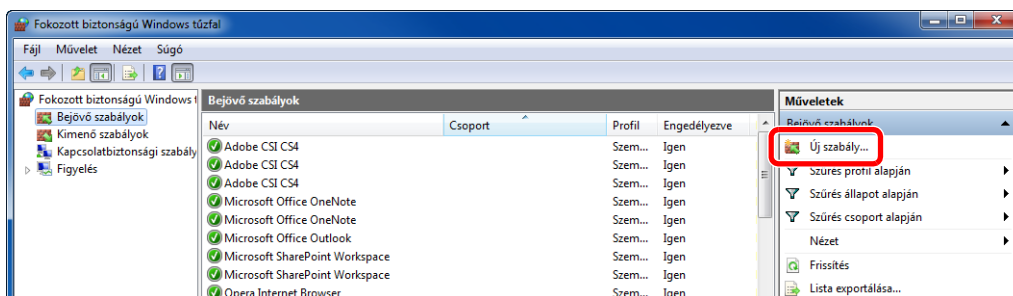 Fokozott biztonságú Windows tűzfal
Fájl Művelet Nézet Súgó
Fokozott biztonságú Windows t
Bejövő szabályok
Kimenő szabályok
Kapcsolatbiztonsági szabály
Figyelés
Bejövő szabályok
Név Csoport Profil Engedélyezve
Adobe CSI CS4 Szem... Igen
Adobe CSI CS4 Szem... Igen
Adobe CSI CS4 Szem... Igen
Microsoft Office OneNote Szem... Igen
Microsoft Office OneNote Szem... Igen
Microsoft Office Outlook Szem... Igen
Microsoft SharePoint Workspace Szem... Igen
Microsoft SharePoint Workspace Szem... Igen
Opera Internet Browser Szem... Igen
Műveletek
Bejövő szabályok
Új szabály...
Szűrés profil alapján
Szűrés állapot alapján
Szűrés csoport alapján
Nézet
Frissítés
Lista exportálása...